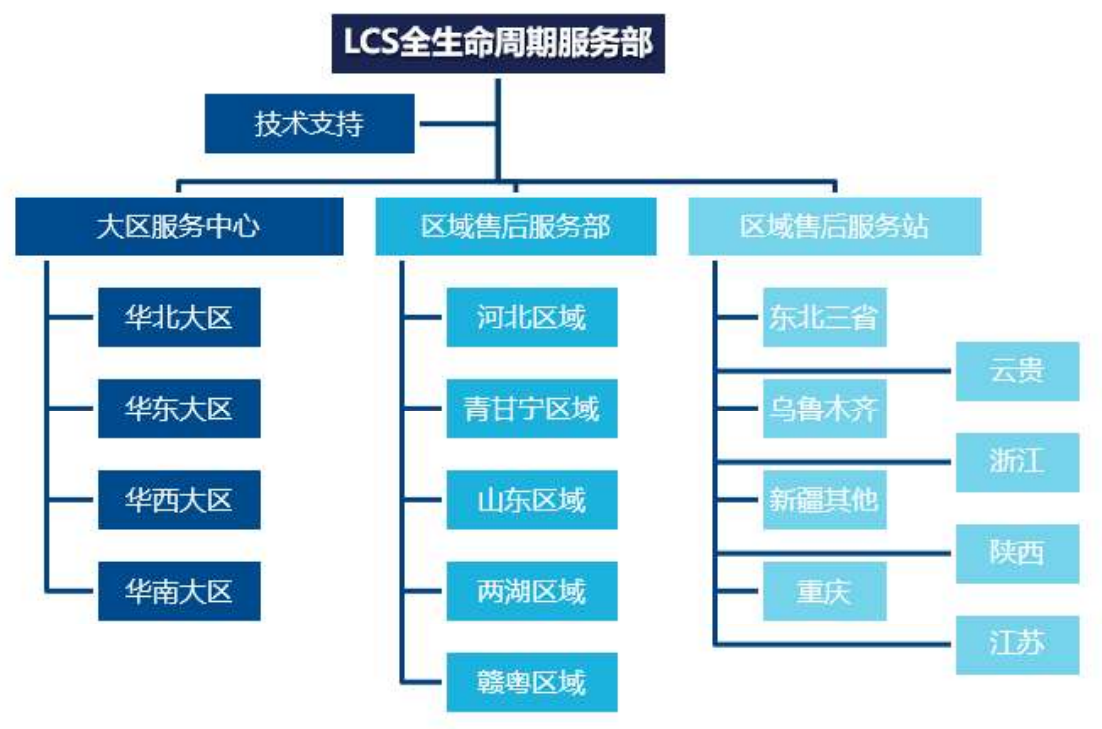 LCS全生命周期服务部
技术支持
大区服务中心
华北大区
华东大区
华西大区
华南大区
区域售后服务部
河北区域
青甘宁区域
山东区域
两湖区域
赣粤区域
区域售后服务站
东北三省
云贵
乌鲁木齐
浙江
新疆其他
陕西
重庆
江苏